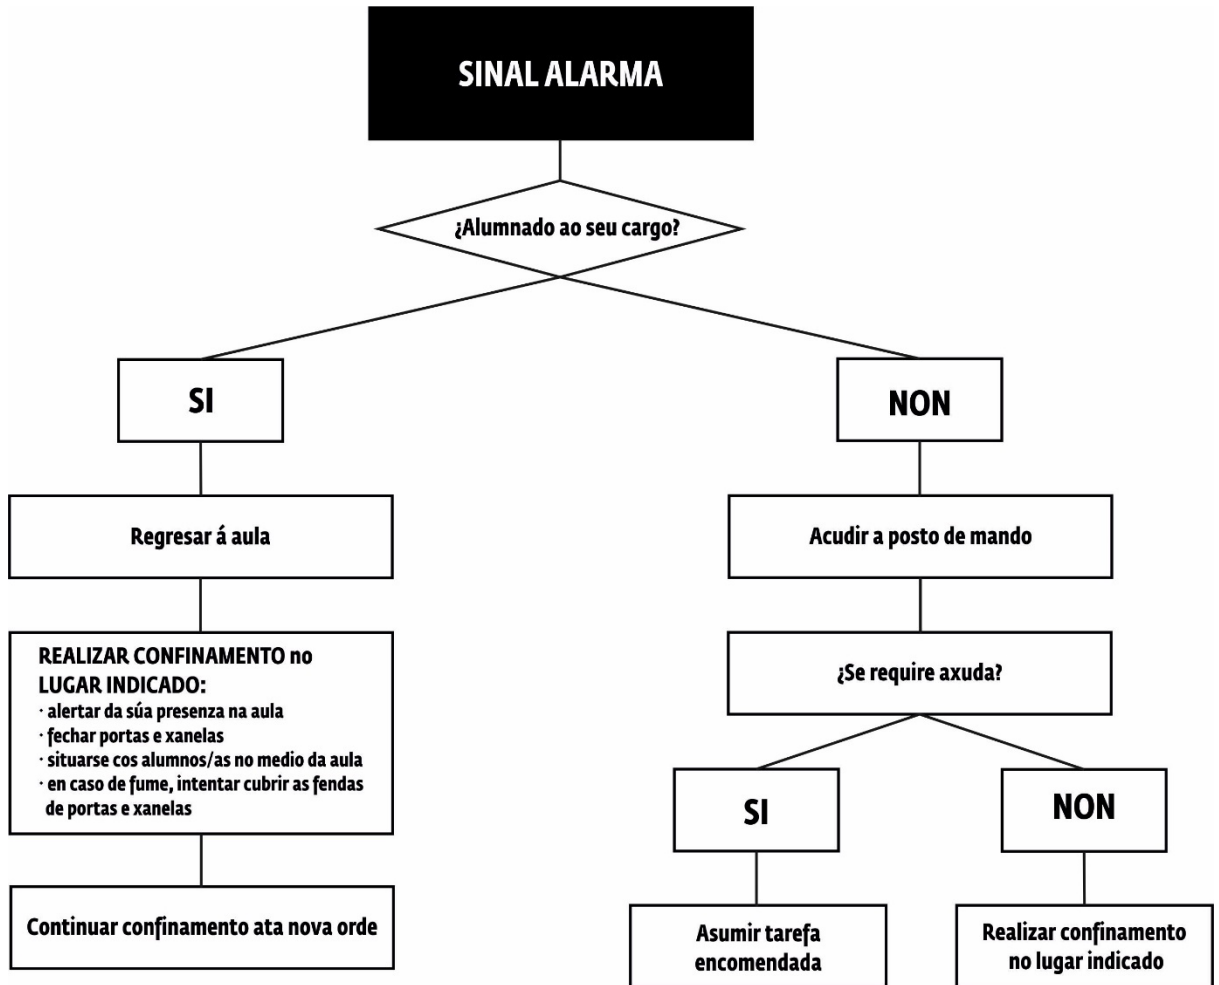 SINAL ALARMA
¿Alumnado ao seu cargo?
SI
NON
Regresar á aula
Acudir a posto de mando
REALIZAR CONFINAMENTO no
LUGAR INDICADO:
· alertar da súa presenza na aula
· fechar portas e xanelas
· situarse cos alumnos/as no medio da aula
· en caso de fume, intentar cubrir as fendas
de portas e xanelas
¿Se require axuda?
SI
NON
Continuar confinamento ata nova orde
Asumir tarefa
encomendada
Realizar confinamento
no lugar indicado